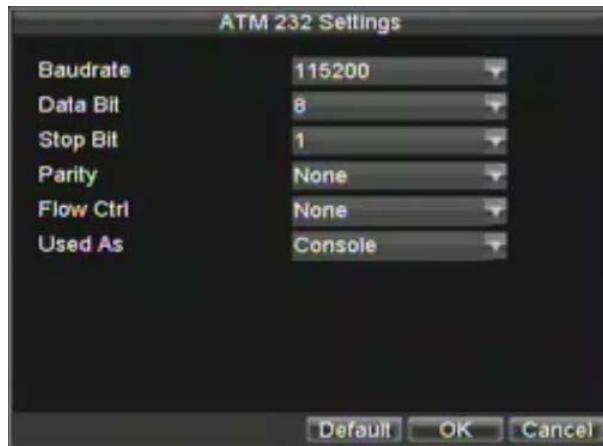 ATM 232 Settings
Baudrate 115200
Data Bit 8
Stop Bit 1
Parity None
Flow Ctrl None
Used As Console
Default OK Cancel